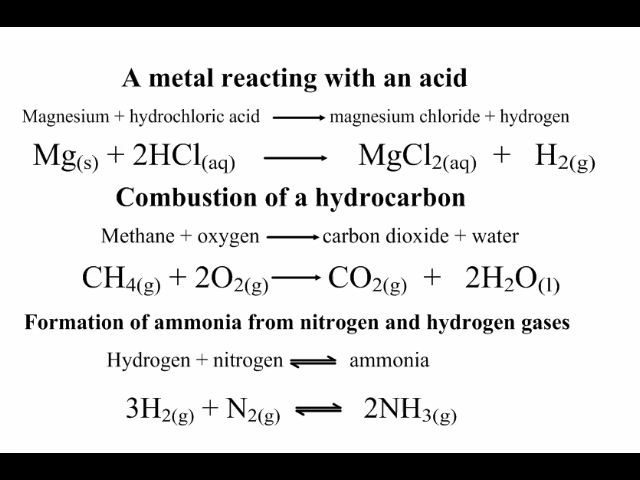 A metal reacting with an acid
Magnesium + hydrochloric acid ⟶ magnesium chloride + hydrogen
Mg(s) + 2HCl(aq) ⟶ MgCl2(aq) + H2(g)
Combustion of a hydrocarbon
Methane + oxygen ⟶ carbon dioxide + water
CH4(g) + 2O2(g) ⟶ CO2(g) + 2H2O(l)
Formation of ammonia from nitrogen and hydrogen gases
Hydrogen + nitrogen ⇌ ammonia
3H2(g) + N2(g) ⇌ 2NH3(g)